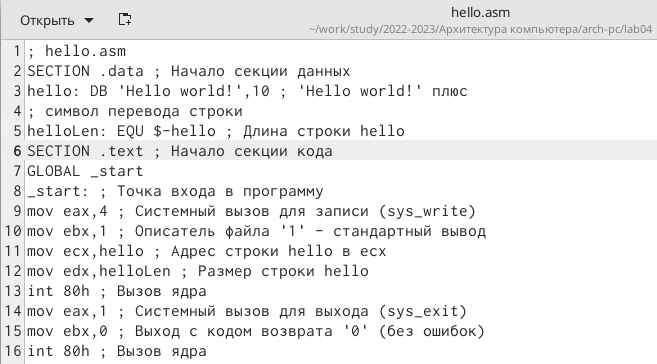 Открыть
hello.asm
~/work/study/2022-2023/Архитектура компьютера/arch-pc/lab04
1 ; hello.asm
2 SECTION .data ; Начало секции данных
3 hello: DB 'Hello world!',10 ; 'Hello world!' плюс
4 ; символ перевода строки
5 helloLen: EQU $-hello ; Длина строки hello
6 SECTION .text ; Начало секции кода
7 GLOBAL _start
8 _start: ; Точка входа в программу
9 mov eax,4 ; Системный вызов для записи (sys_write)
10 mov ebx,1 ; Описатель файла '1' - стандартный вывод
11 mov ecx,hello ; Адрес строки hello в ecx
12 mov edx,helloLen ; Размер строки hello
13 int 80h ; Вызов ядра
14 mov eax,1 ; Системный вызов для выхода (sys_exit)
15 mov ebx,0 ; Выход с кодом возврата '0' (без ошибок)
16 int 80h ; Вызов ядра